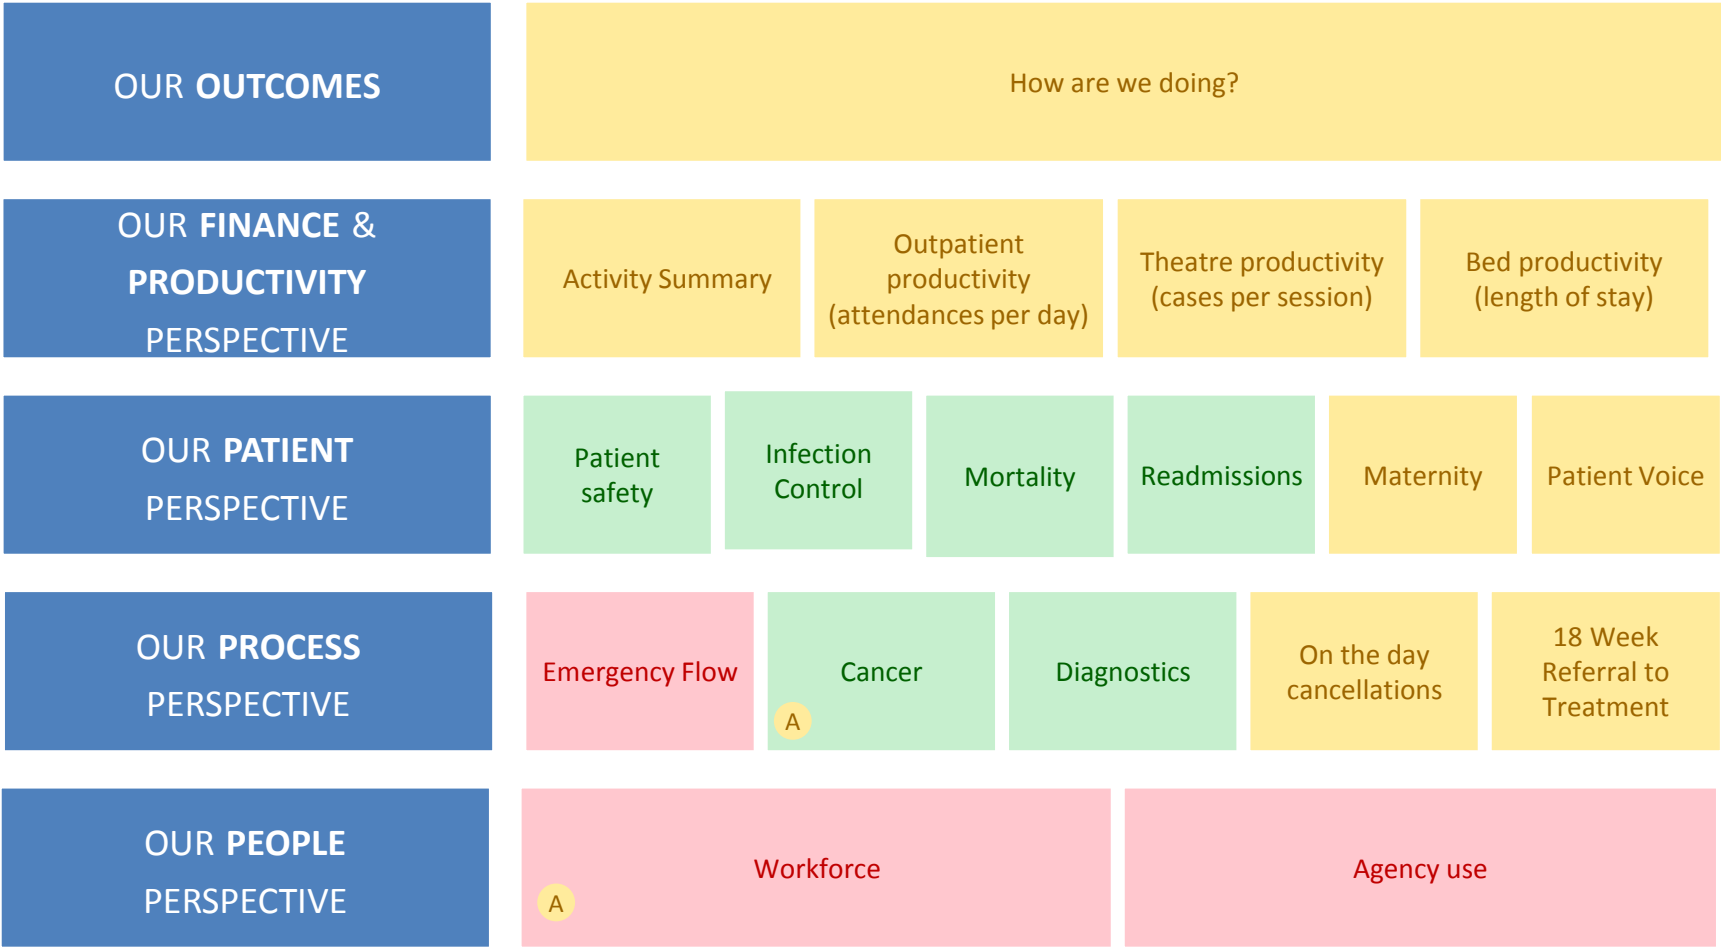 OUR OUTCOMES
How are we doing?
OUR FINANCE &
PRODUCTIVITY
PERSPECTIVE
Activity Summary
Outpatient
productivity
(attendances per day)
Theatre productivity
(cases per session)
Bed productivity
(length of stay)
OUR PATIENT
PERSPECTIVE
Patient
safety
Infection
Control
Mortality
Readmissions
Maternity
Patient Voice
OUR PROCESS
PERSPECTIVE
Emergency Flow
Cancer
A
Diagnostics
On the day
cancellations
18 Week
Referral to
Treatment
OUR PEOPLE
PERSPECTIVE
Workforce
A
Agency use